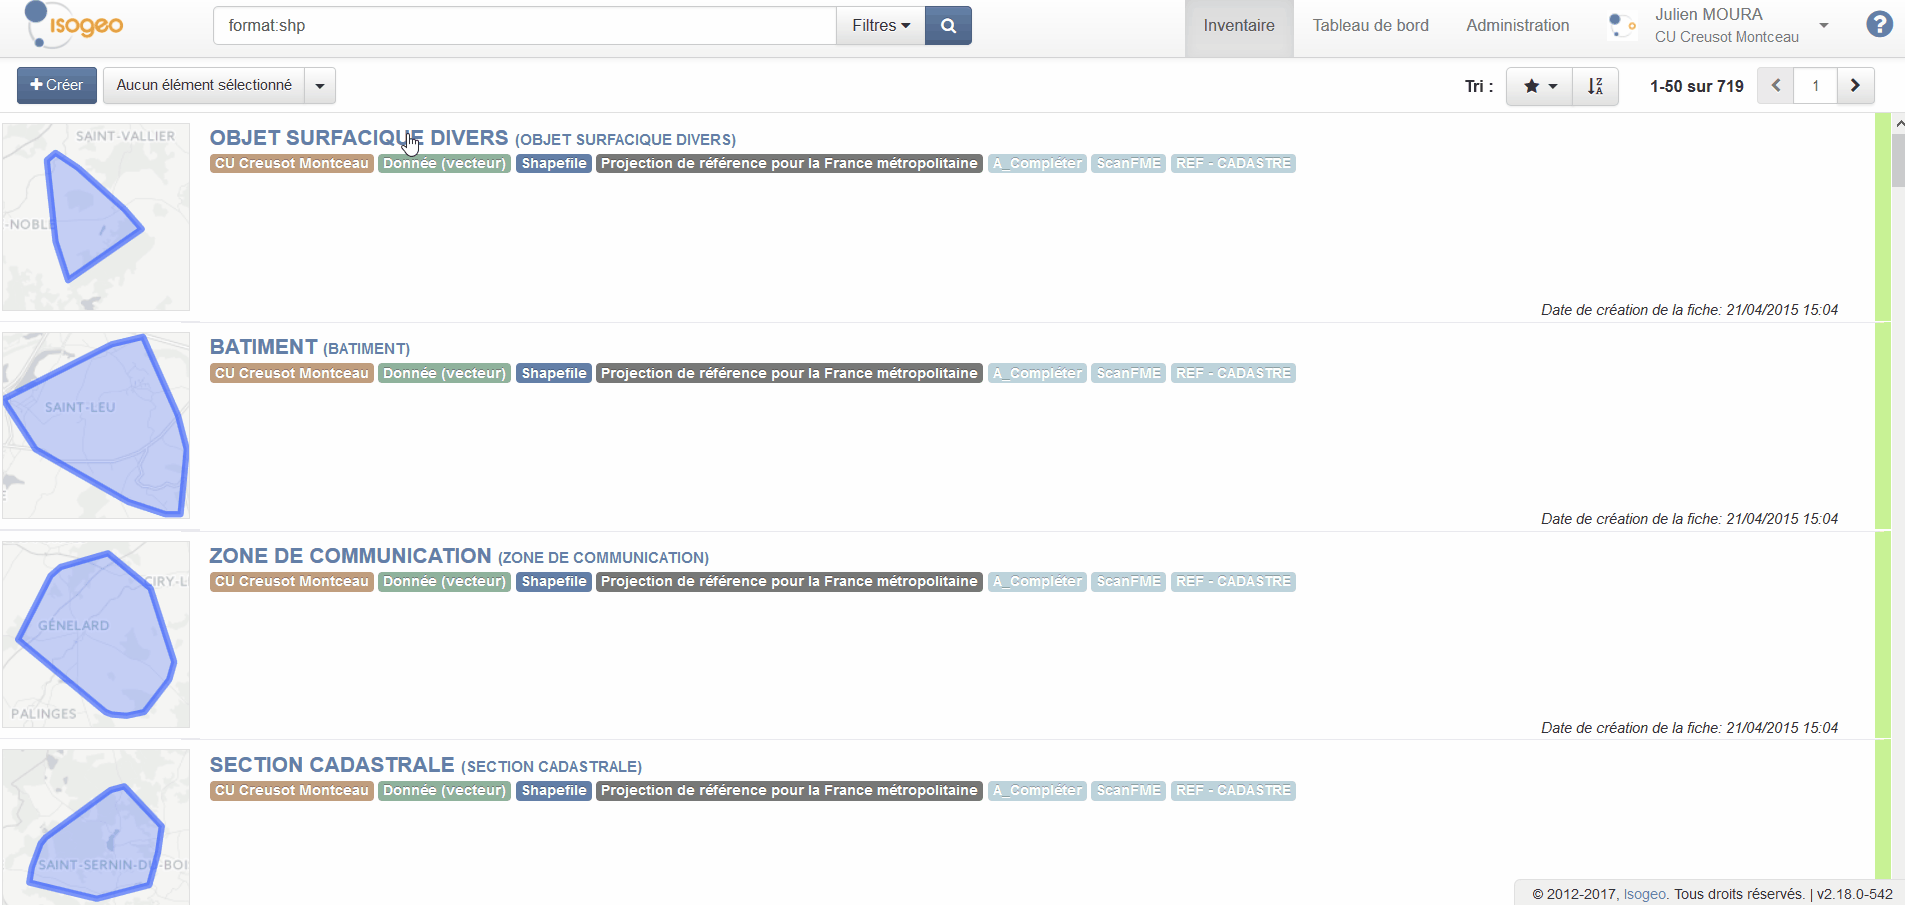 isogeo
format:shp
Filtres
Inventaire
Tableau de bord
Administration
Julien MOURA
CU Creusot Montceau
?
Créer
Aucun élément sélectionné
Tri :
Z
A
1-50 sur 719
1
SAINT-VALLIER
-NOBLE
OBJET SURFACIQUE DIVERS (OBJET SURFACIQUE DIVERS)
CU Creusot Montceau Donnée (vecteur) Shapefile Projection de référence pour la France métropolitaine A_Compléter ScanFME REF - CADASTRE
Date de création de la fiche: 21/04/2015 15:04
SAINT-LEU
BATIMENT (BATIMENT)
CU Creusot Montceau Donnée (vecteur) Shapefile Projection de référence pour la France métropolitaine A_Compléter ScanFME REF - CADASTRE
Date de création de la fiche: 21/04/2015 15:04
CIRY-L
GÉNELARD
PALINGES
ZONE DE COMMUNICATION (ZONE DE COMMUNICATION)
CU Creusot Montceau Donnée (vecteur) Shapefile Projection de référence pour la France métropolitaine A_Compléter ScanFME REF - CADASTRE
Date de création de la fiche: 21/04/2015 15:04
SAINT-SERNIN-DU-BOI
SECTION CADASTRALE (SECTION CADASTRALE)
CU Creusot Montceau Donnée (vecteur) Shapefile Projection de référence pour la France métropolitaine A_Compléter ScanFME REF - CADASTRE
© 2012-2017, Isogeo. Tous droits réservés. | v2.18.0-542